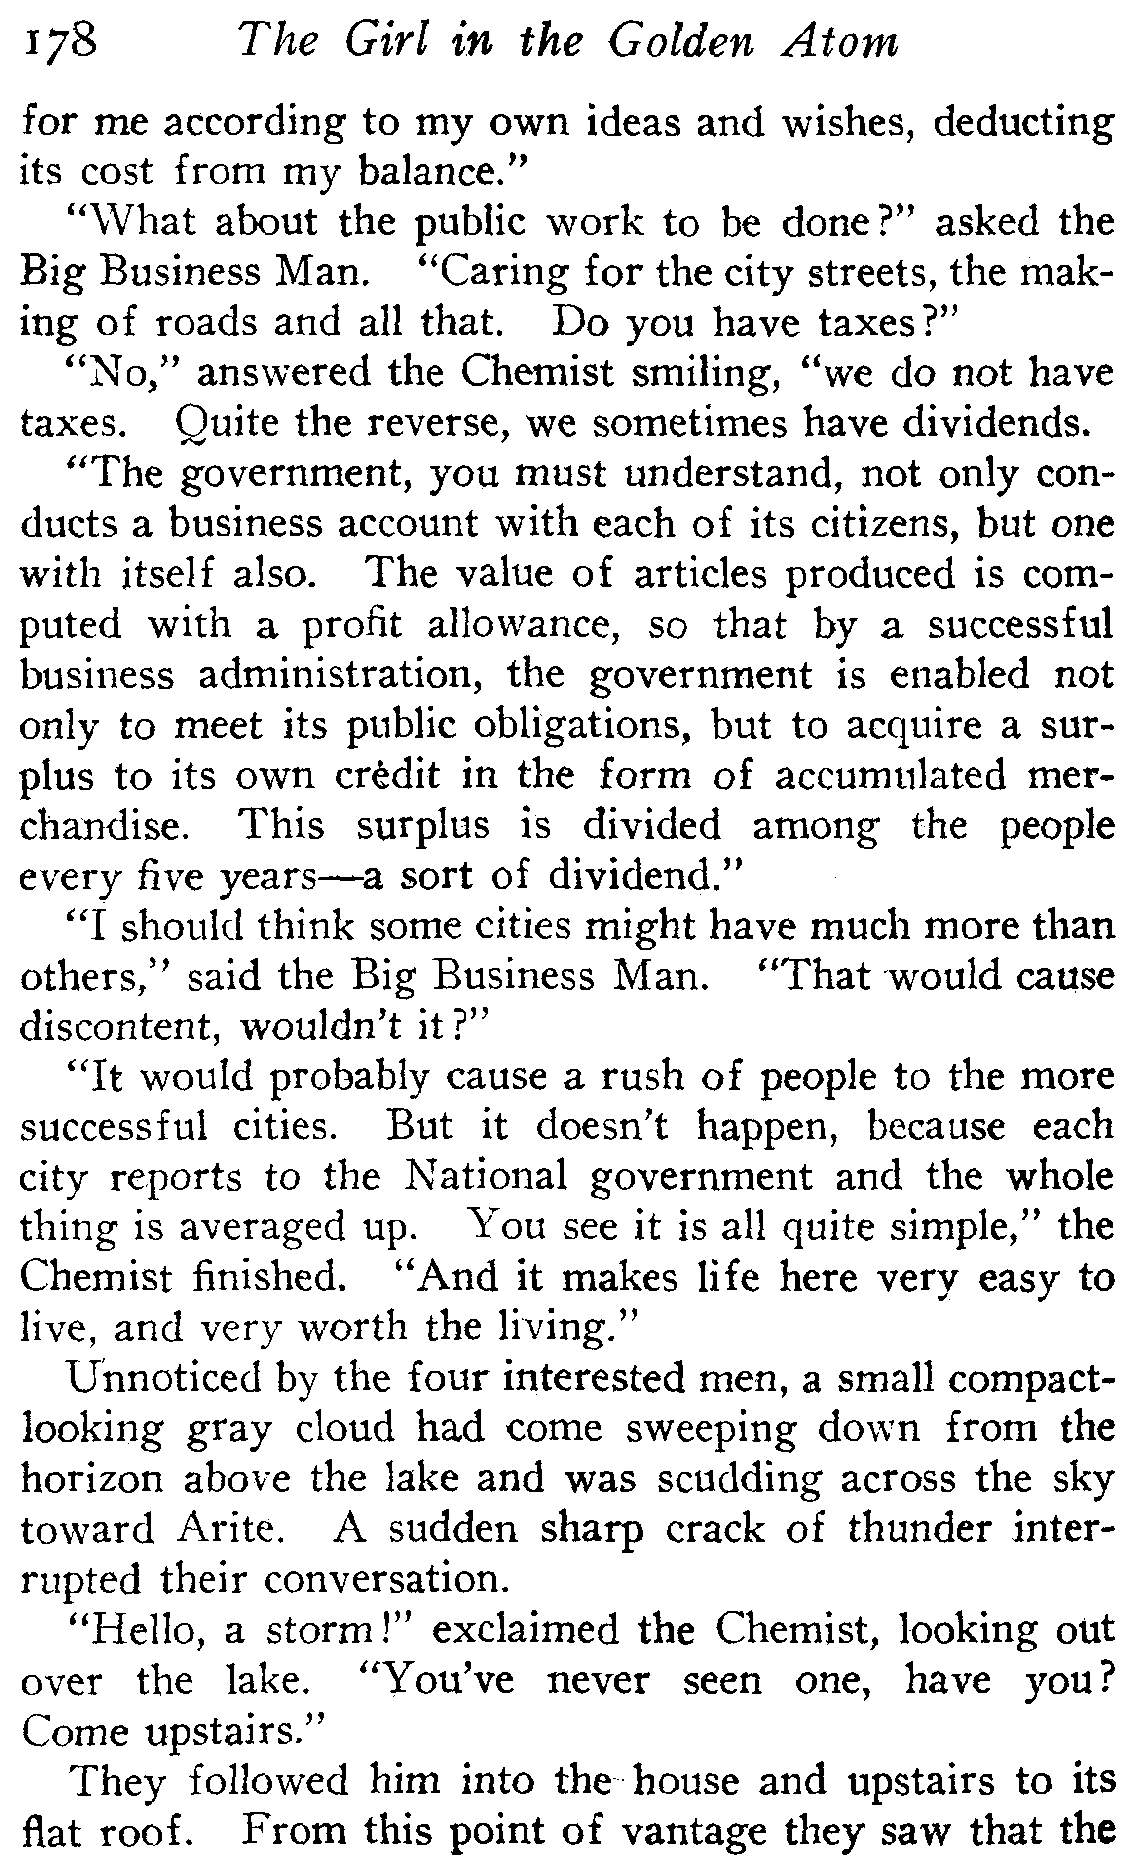 178 The Girl in the Golden Atom
for me according to my own ideas and wishes, deducting
its cost from my balance."
"What about the public work to be done?" asked the
Big Business Man. "Caring for the city streets, the mak-
ing of roads and all that. Do you have taxes?"
"No," answered the Chemist smiling, "we do not have
taxes. Quite the reverse, we sometimes have dividends.
"The government, you must understand, not only con-
ducts a business account with each of its citizens, but one
with itself also. The value of articles produced is com-
puted with a profit allowance, so that by a successful
business administration, the government is enabled not
only to meet its public obligations, but to acquire a sur-
plus to its own credit in the form of accumulated mer-
chandise. This surplus is divided among the people
every five years—a sort of dividend."
"I should think some cities might have much more than
others," said the Big Business Man. "That would cause
discontent, wouldn't it?"
"It would probably cause a rush of people to the more
successful cities. But it doesn't happen, because each
city reports to the National government and the whole
thing is averaged up. You see it is all quite simple," the
Chemist finished. "And it makes life here very easy to
live, and very worth the living."
Unnoticed by the four interested men, a small compact-
looking gray cloud had come sweeping down from the
horizon above the lake and was scudding across the sky
toward Arite. A sudden sharp crack of thunder inter-
rupted their conversation.
"Hello, a storm!" exclaimed the Chemist, looking out
over the lake. "You've never seen one, have you?
Come upstairs."
They followed him into the house and upstairs to its
flat roof. From this point of vantage they saw that the